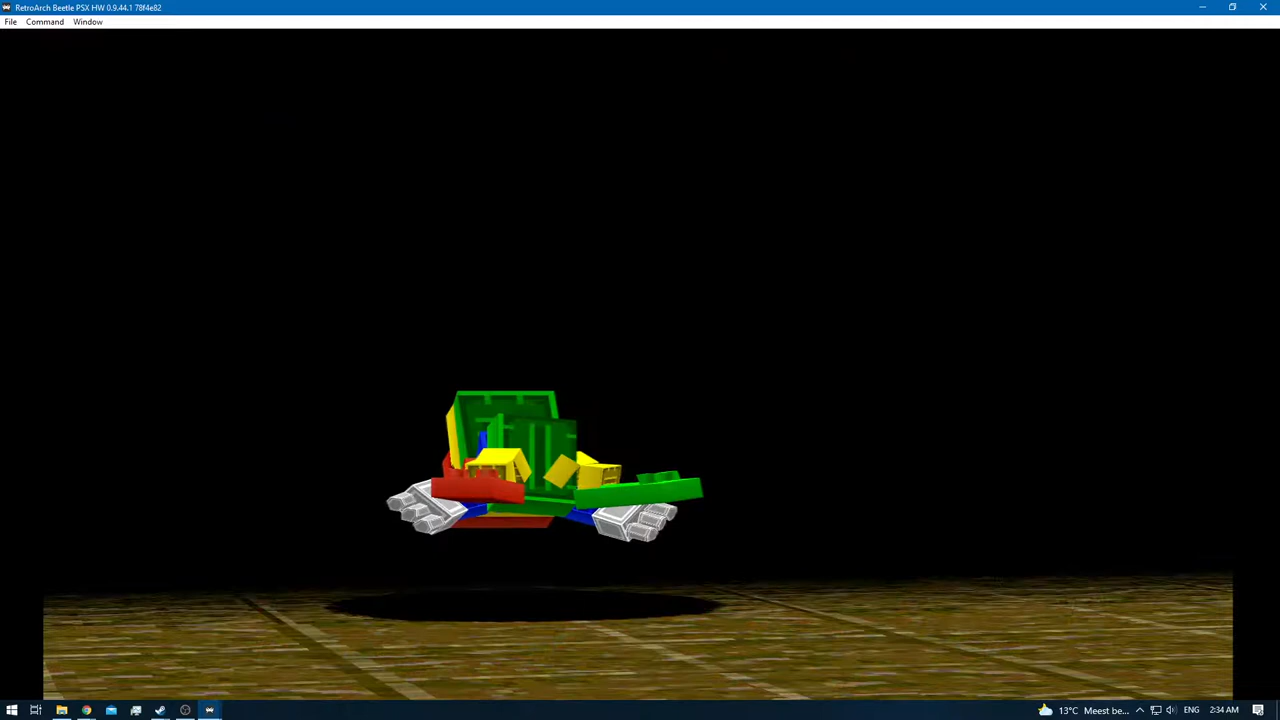 RetroArch Beetle PSX HW 0.9.44.1 78f4e82
File Command Window
13°C Meest be... ENG 2:34 AM